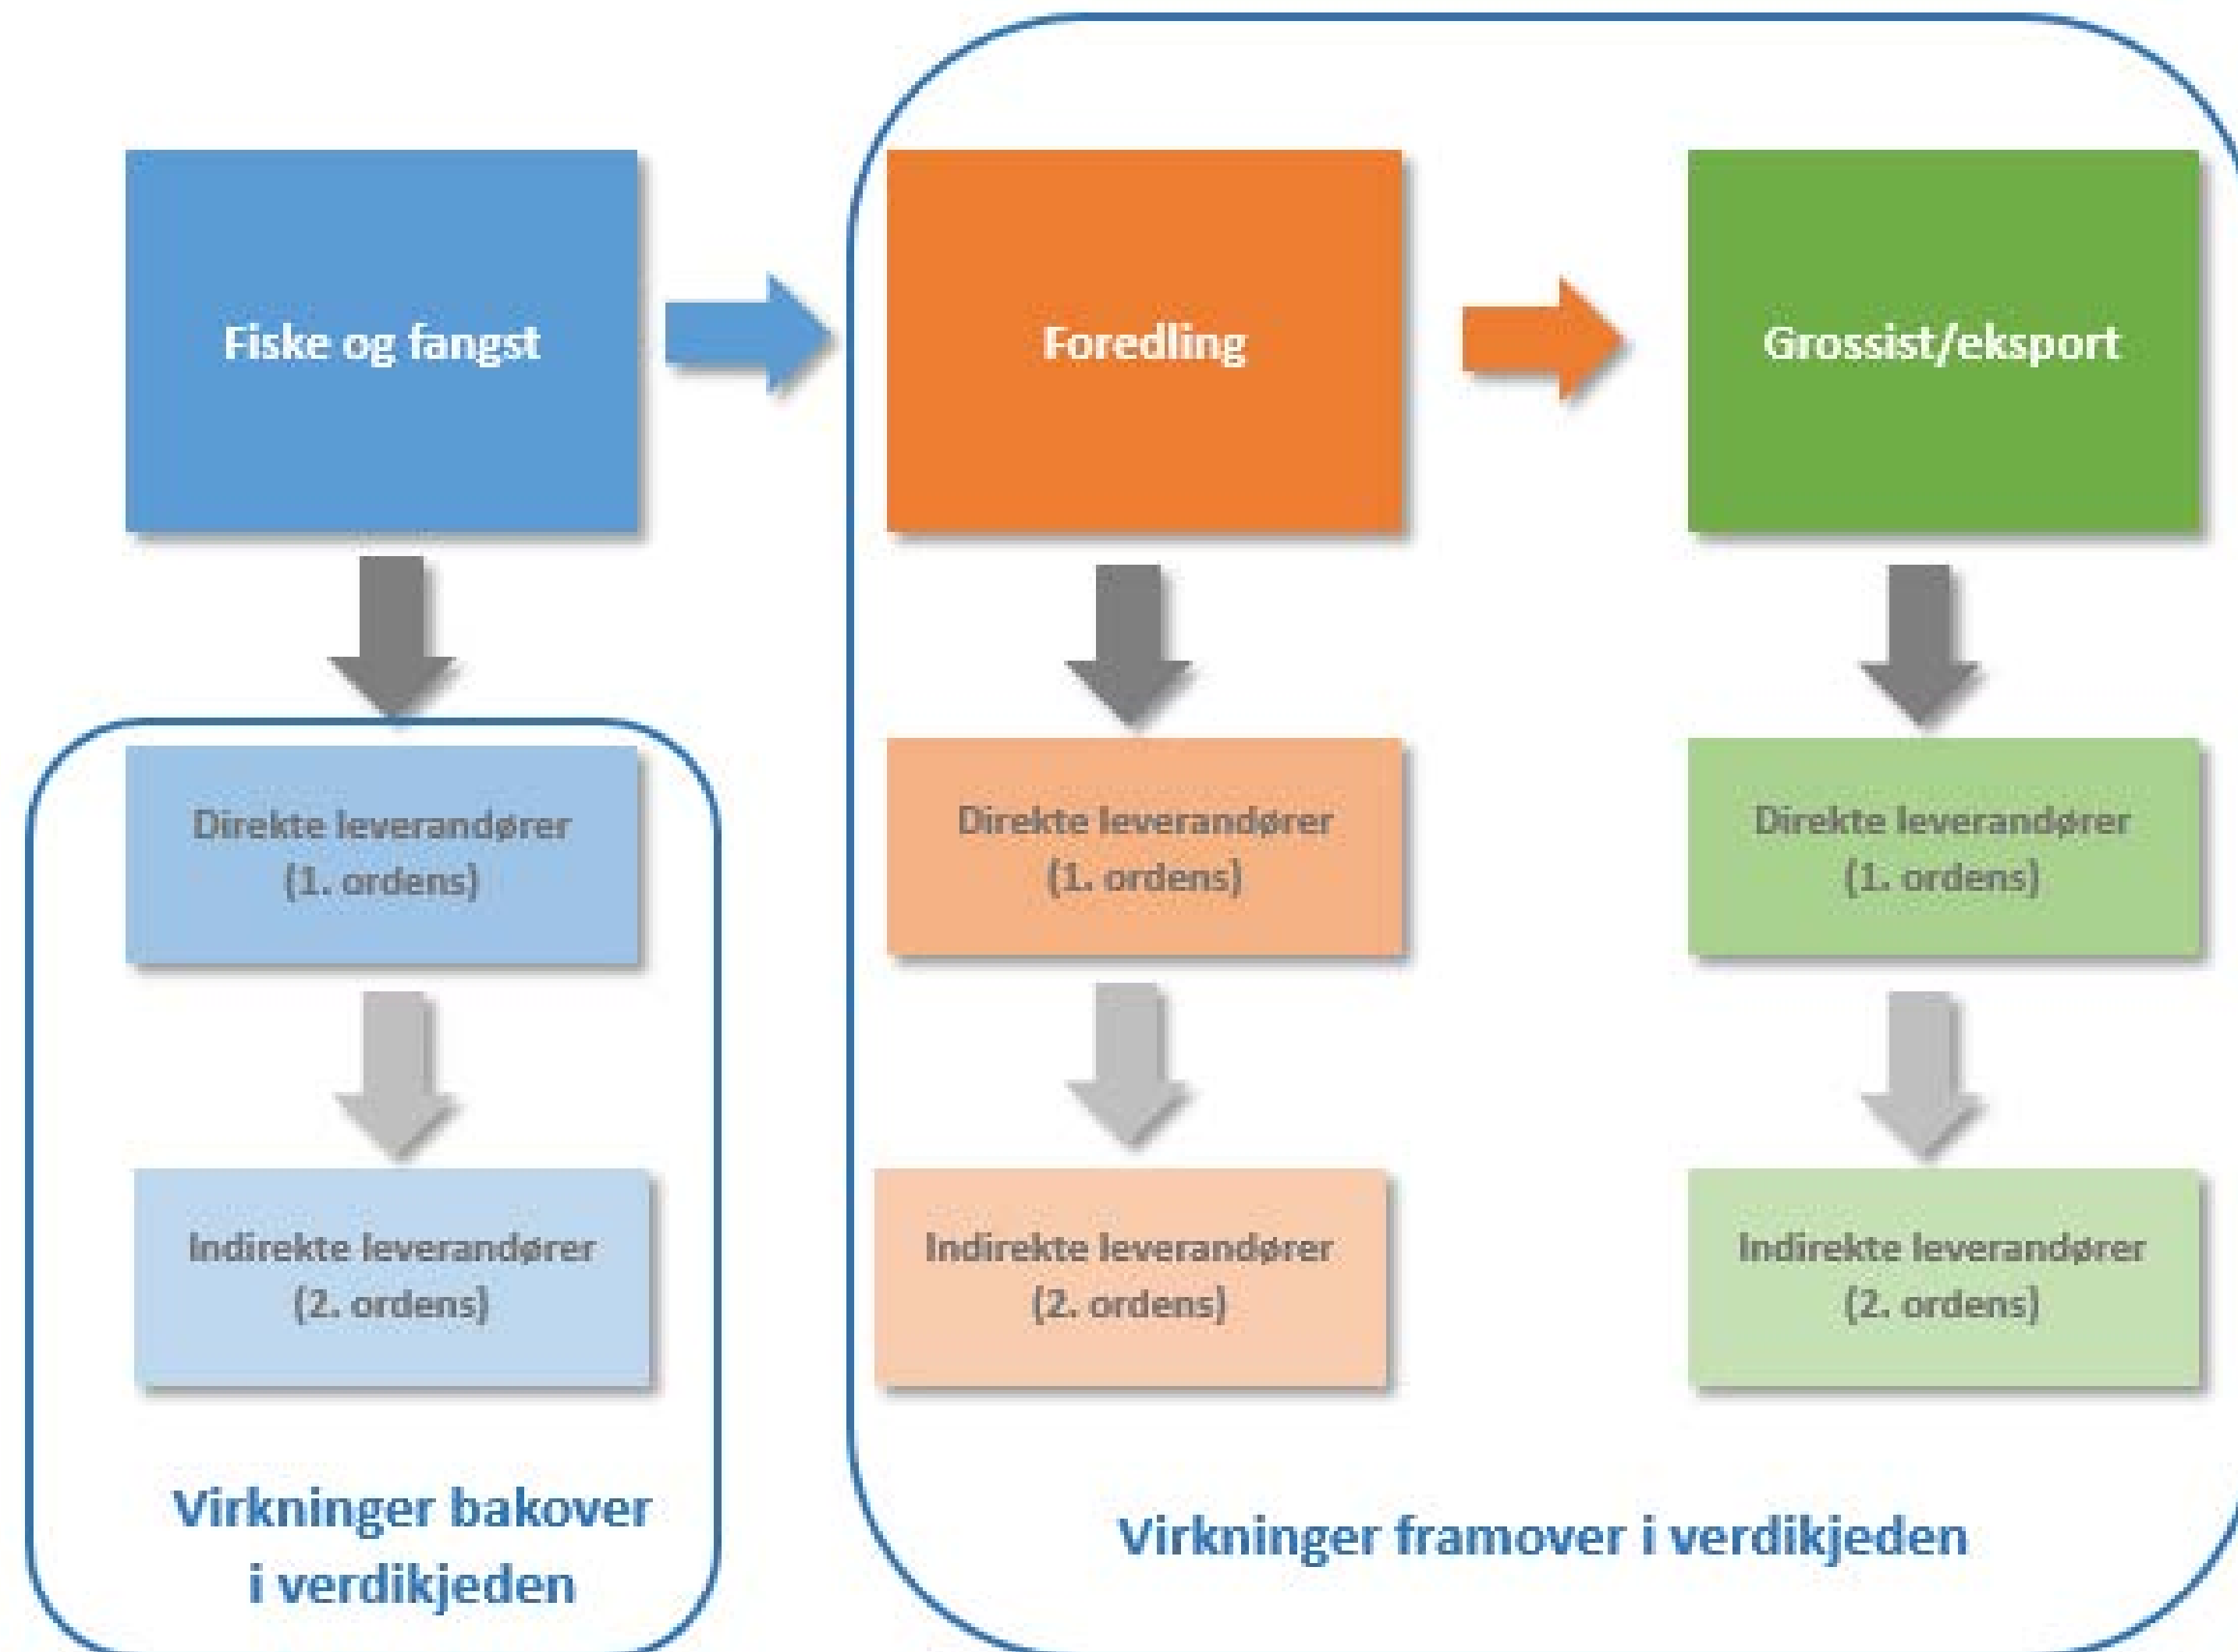 Fiske og fangst
Foredling
Grossist/eksport
Direkte leverandører
(1. ordens)
Direkte leverandører
(1. ordens)
Direkte leverandører
(1. ordens)
Indirekte leverandører
(2. ordens)
Indirekte leverandører
(2. ordens)
Indirekte leverandører
(2. ordens)
Virkninger bakover
i verdikjeden
Virkninger framover i verdikjeden